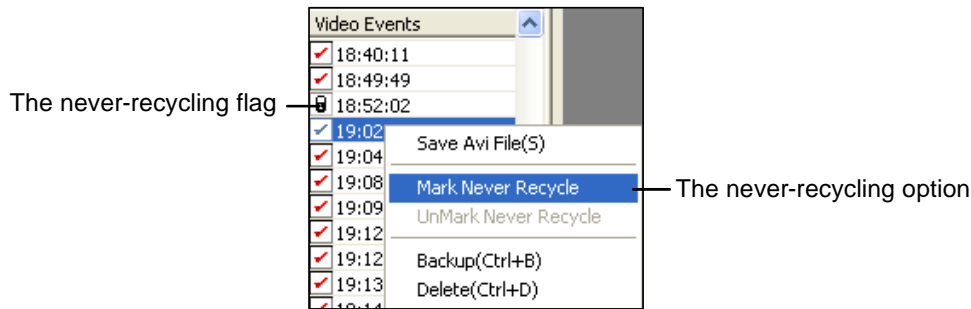 Video Events
18:40:11
18:49:49
The never-recycling flag
18:52:02
19:02
Save Avi File(S)
19:04
19:08
Mark Never Recycle
The never-recycling option
19:09
UnMark Never Recycle
19:12
19:12
Backup(Ctrl+B)
19:13
Delete(Ctrl+D)